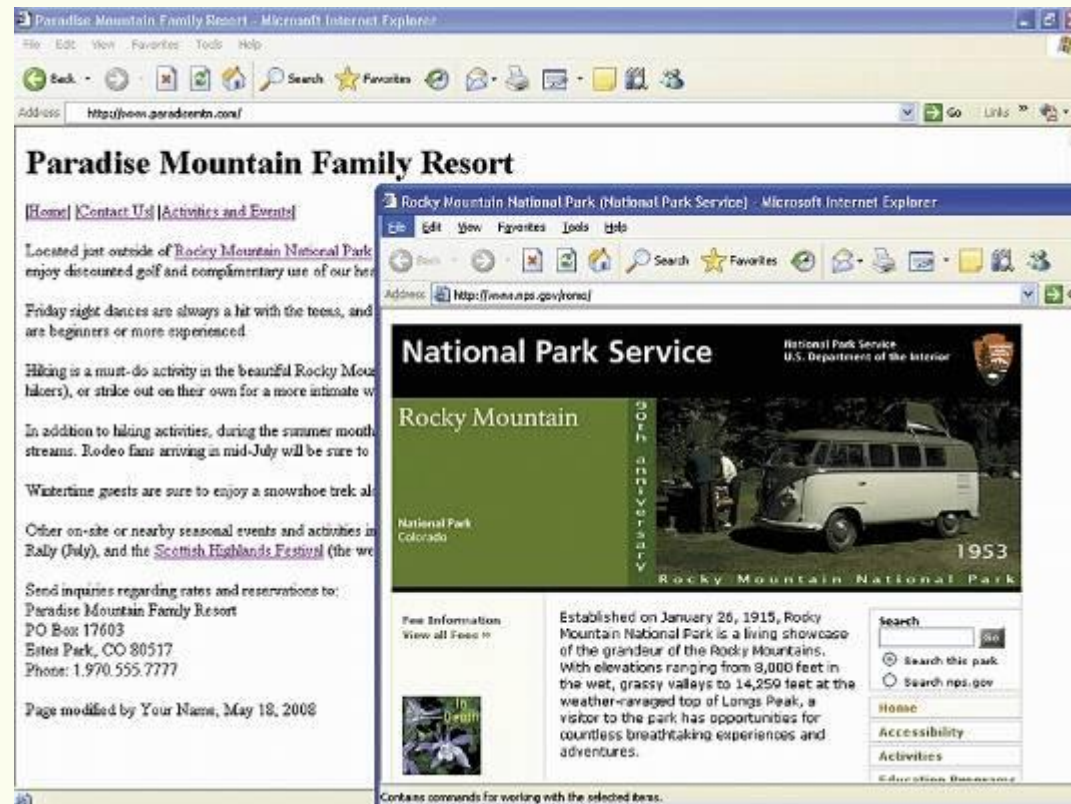 Paradise Mountain Family Resort - Microsoft Internet Explorer
File Edit View Favorites Tools Help
Back Search Favorites
Address http://www.paradisemtn.com/ Go Links »
Paradise Mountain Family Resort
|Home| |Contact Us| |Activities and Events|
Located just outside of Rocky Mountain National Park
enjoy discounted golf and complimentary use of our
Friday night dances are always a hit with the teens, and
are beginners or more experienced
Hiking is a must-do activity in the beautiful Rocky
hikers), or strike out on their own for a more intimate
In addition to hiking activities, during the summer
streams. Rodeo fans arriving in mid-July will be sure to
Wintertime guests are sure to enjoy a snowshoe trek
Other on-site or nearby seasonal events and activities
Rally (July), and the Scottish Highlands Festival (the
Send inquiries regarding rates and reservations to:
Paradise Mountain Family Resort
PO Box 17603
Estes Park, CO 80517
Phone: 1.970.555.7777
Page modified by Your Name, May 18, 2008
Rocky Mountain National Park (National Park Service) - Microsoft Internet Explorer
File Edit View Favorites Tools Help
Back Search Favorites
Address http://www.nps.gov/romo/
National Park Service
National Park Service
U.S. Department of the Interior
Rocky Mountain
90th anniversary
National Park
Colorado
1953
Rocky Mountain National Park
Fee Information
View all Fees »
In
Depth
Established on January 26, 1915, Rocky
Mountain National Park is a living showcase
of the grandeur of the Rocky Mountains.
With elevations ranging from 8,000 feet in
the wet, grassy valleys to 14,259 feet at the
weather-ravaged top of Longs Peak, a
visitor to the park has opportunities for
countless breathtaking experiences and
adventures.
Search
Go
Search this park
Search nps.gov
Home
Accessibility
Activities
Education Programs
Contains commands for working with the selected items.